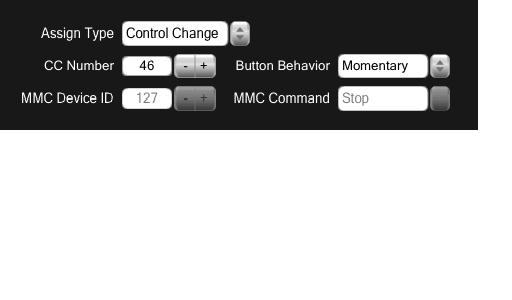 Assign Type Control Change
CC Number 46 - + Button Behavior Momentary
MMC Device ID 127 - + MMC Command Stop